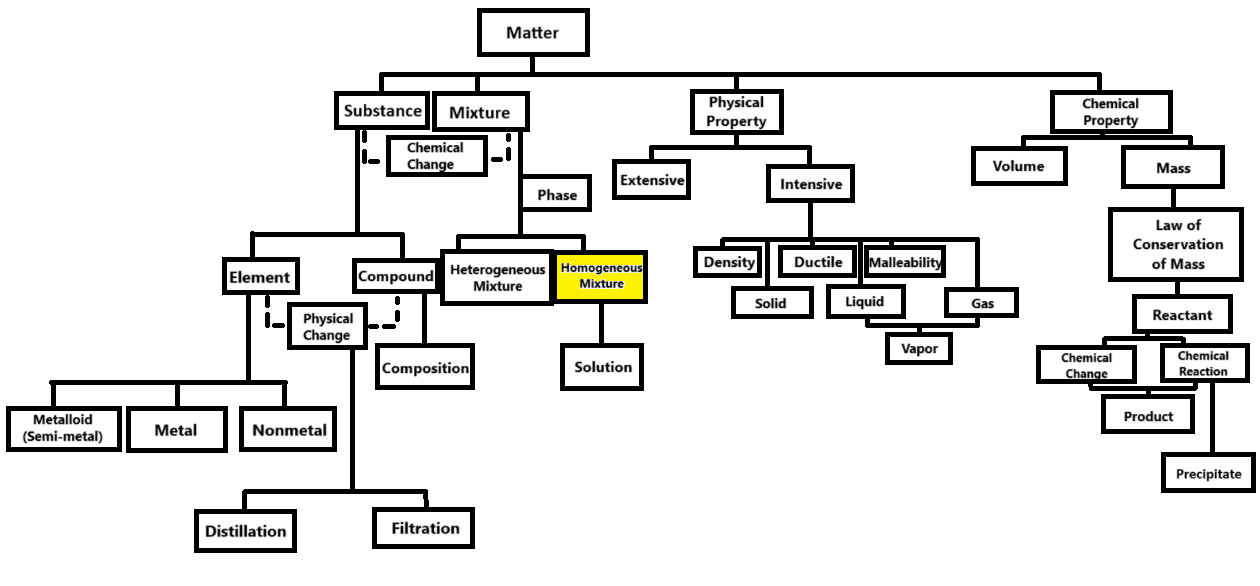 Matter
Substance
Mixture
Physical
Property
Chemical
Property
Chemical
Change
Extensive
Intensive
Volume
Mass
Phase
Law of
Conservation
of Mass
Element
Compound
Heterogeneous
Mixture
Homogeneous
Mixture
Density
Ductile
Malleability
Solid
Liquid
Gas
Physical
Change
Reactant
Composition
Solution
Vapor
Chemical
Change
Chemical
Reaction
Metalloid
(Semi-metal)
Metal
Nonmetal
Product
Precipitate
Distillation
Filtration